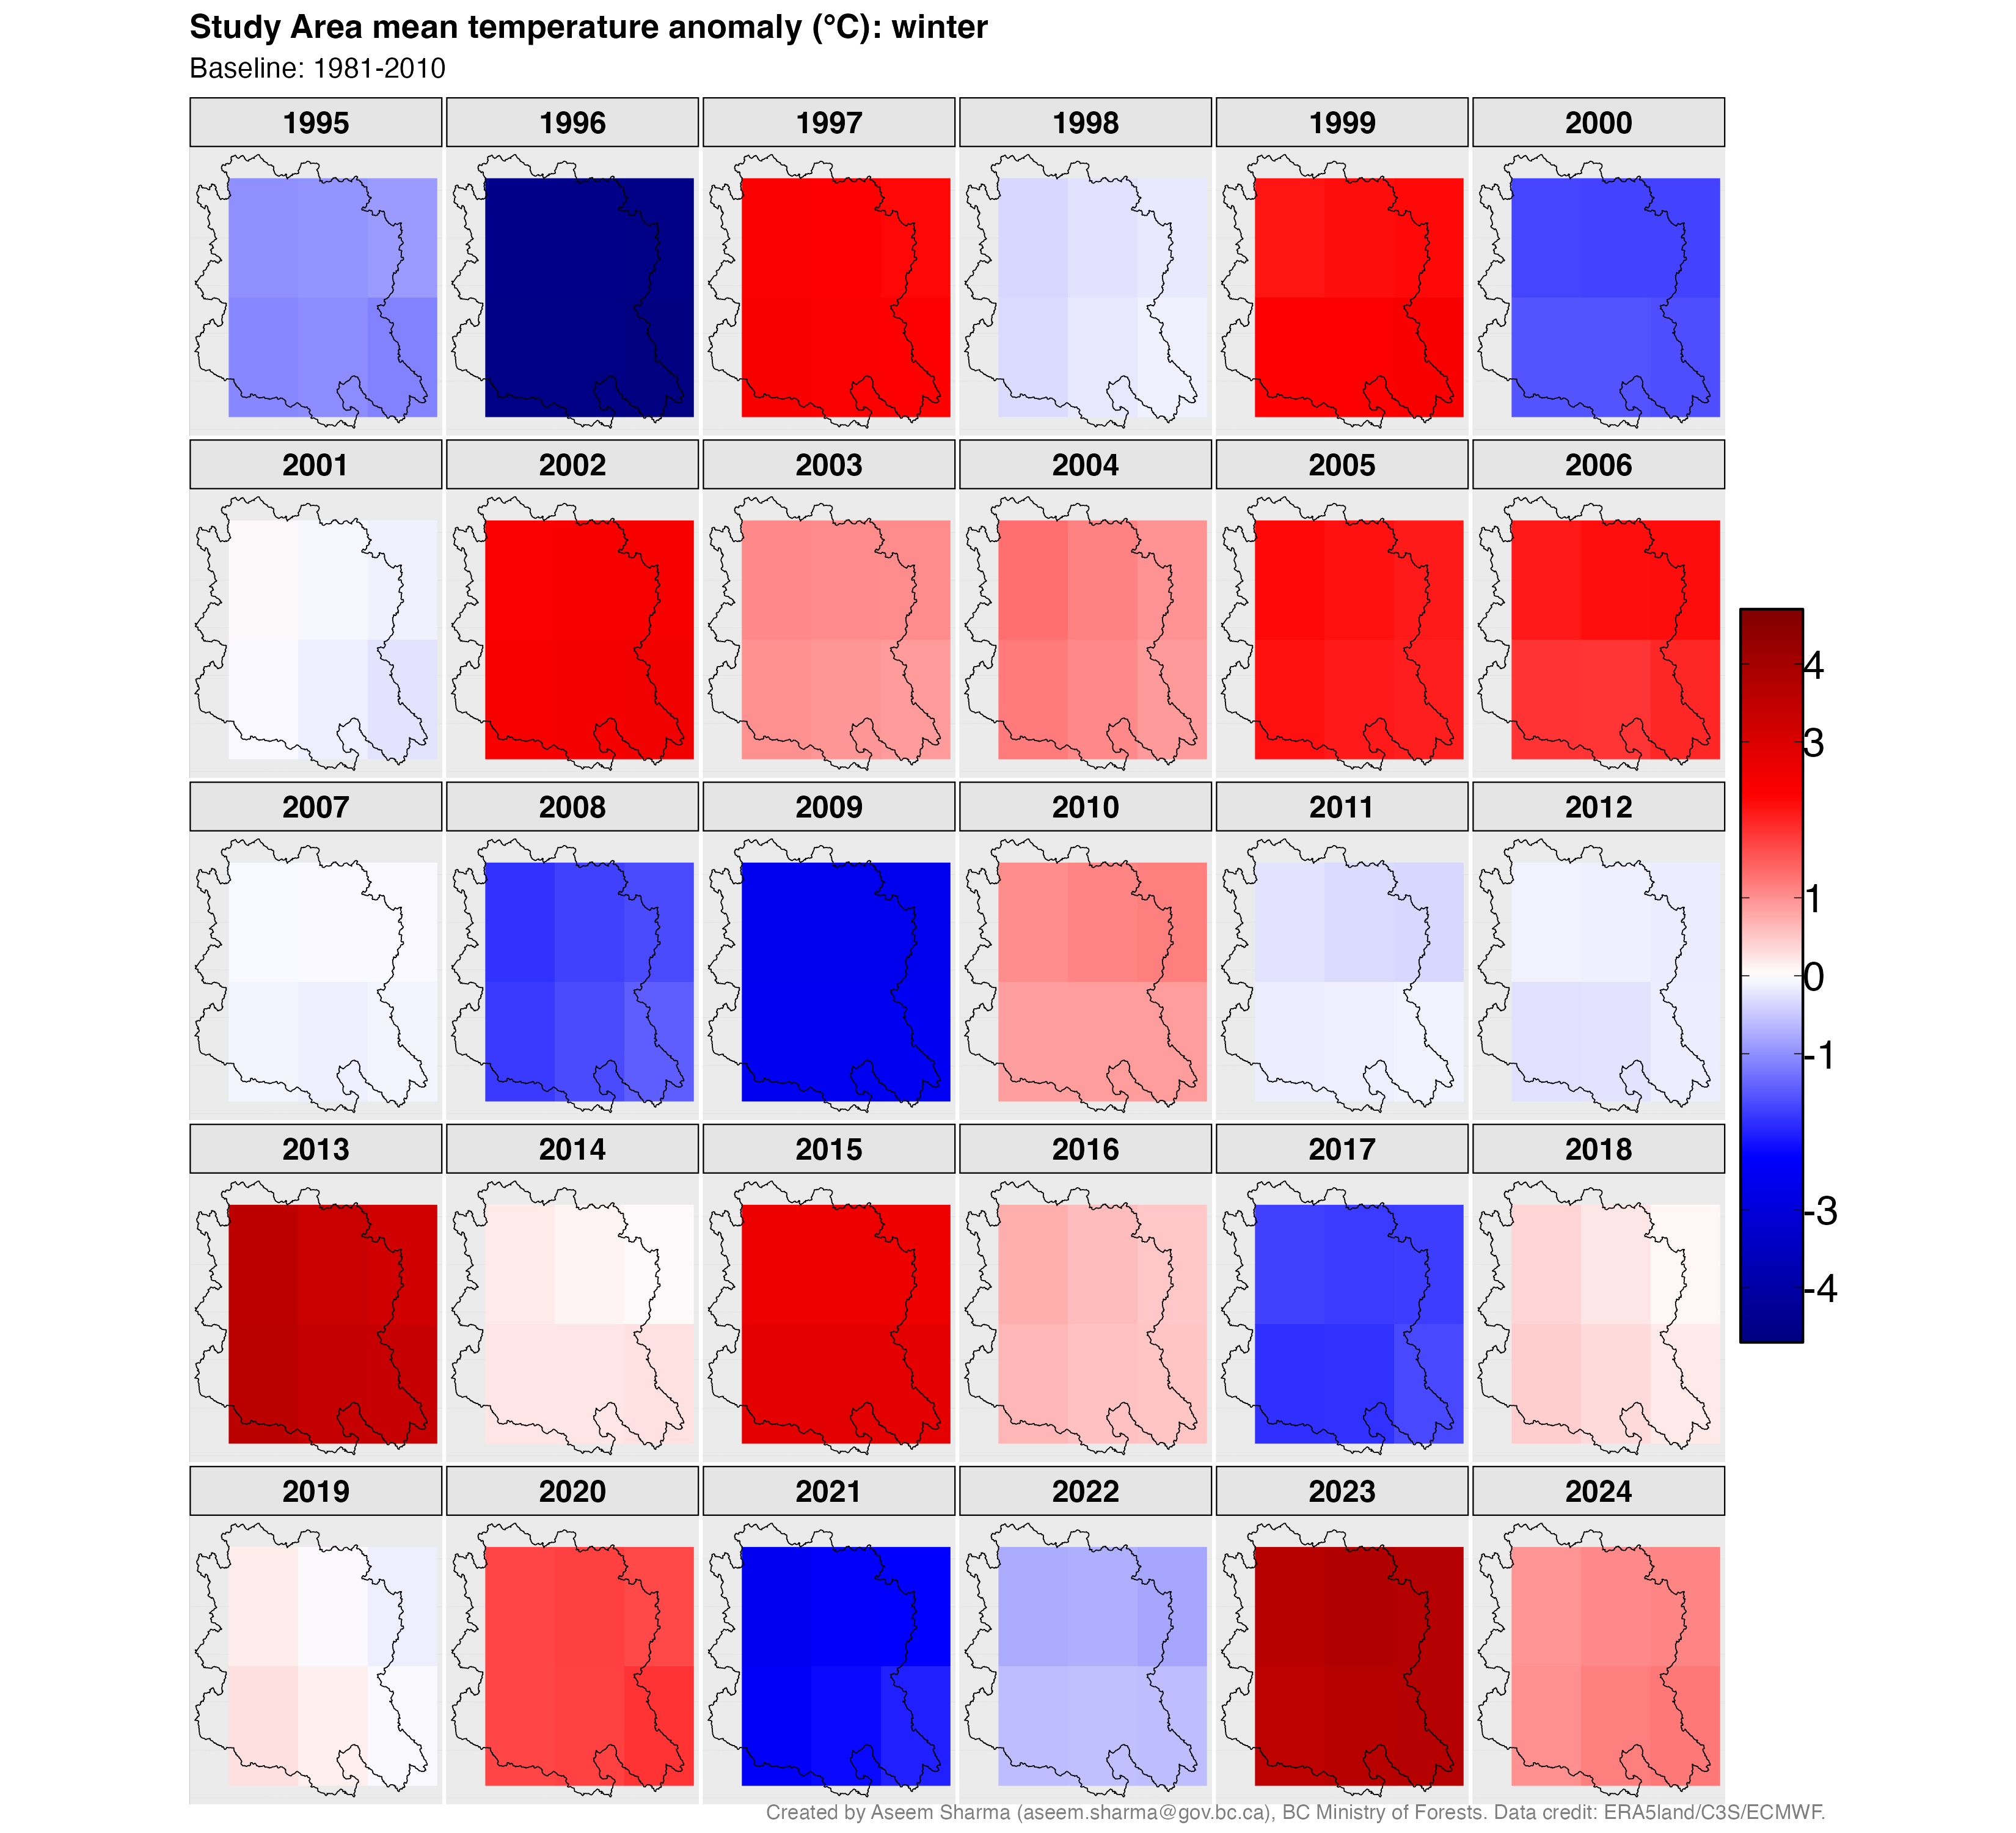 Study Area mean temperature anomaly (°C): winter
Baseline: 1981-2010
1995 1996 1997 1998 1999 2000
2001 2002 2003 2004 2005 2006
2007 2008 2009 2010 2011 2012
2013 2014 2015 2016 2017 2018
2019 2020 2021 2022 2023 2024
4
3
1
0
-1
-3
-4
Created by Aseem Sharma (aseem.sharma@gov.bc.ca), BC Ministry of Forests. Data credit: ERA5land/C3S/ECMWF.